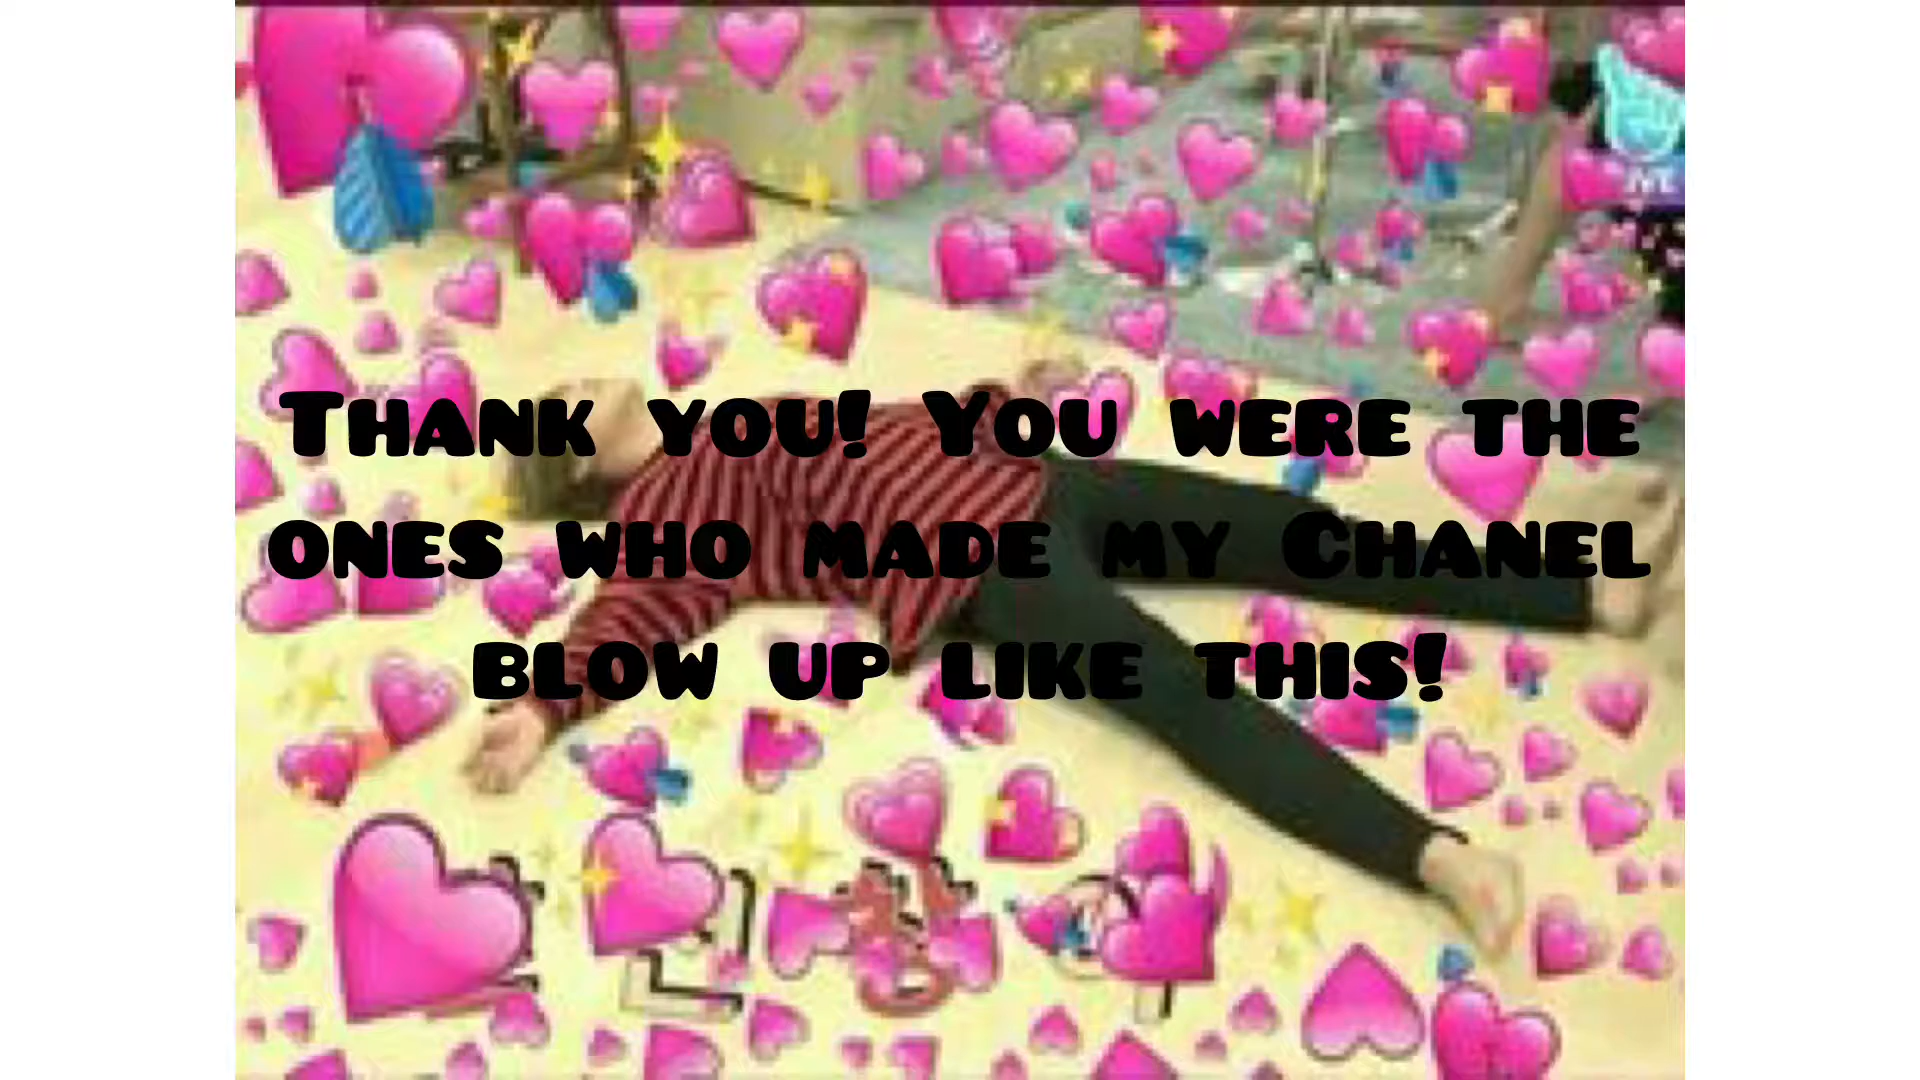 Thank you! You were the
ones who made my Chanel
blow up like this!